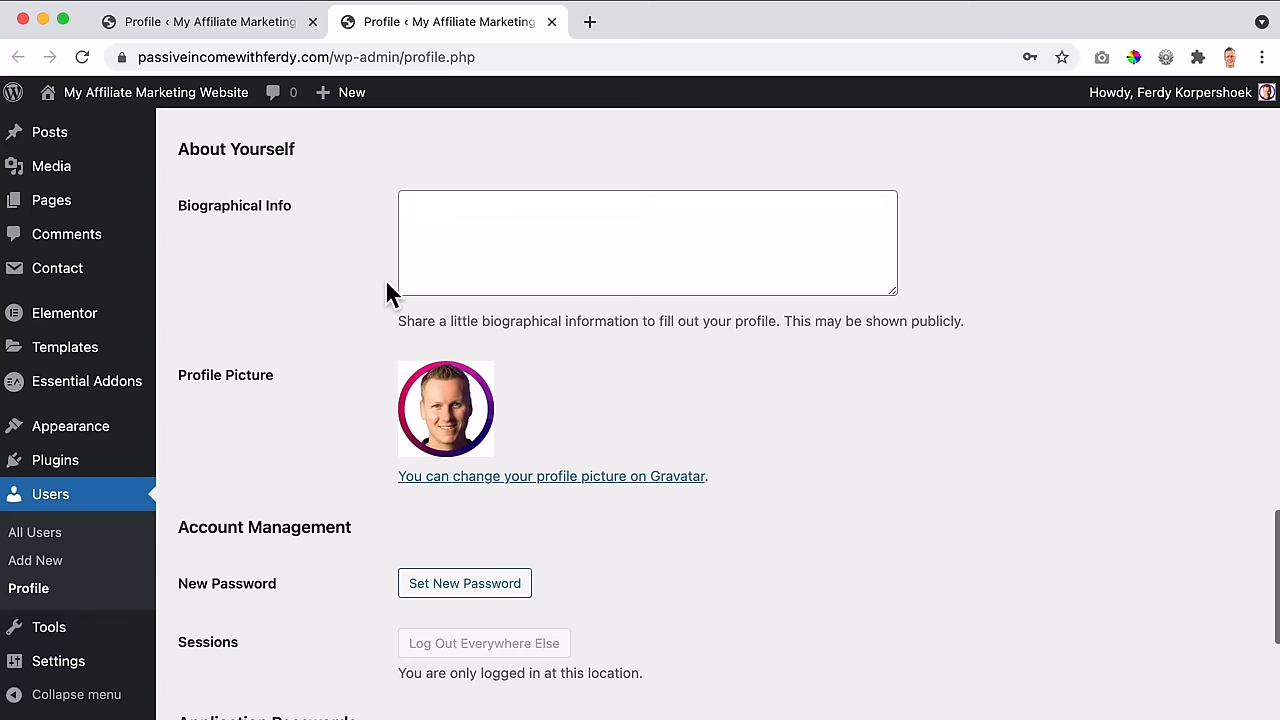 Profile ‹ My Affiliate Marketing
Profile ‹ My Affiliate Marketing
passiveincomewithferdy.com/wp-admin/profile.php
My Affiliate Marketing Website
0
New
Howdy, Ferdy Korpershoek
Posts
Media
Pages
Comments
Contact
Elementor
Templates
EA
Essential Addons
Appearance
Plugins
Users
All Users
Add New
Profile
Tools
Settings
Collapse menu
About Yourself
Biographical Info
Share a little biographical information to fill out your profile. This may be shown publicly.
Profile Picture
You can change your profile picture on Gravatar.
Account Management
New Password
Set New Password
Sessions
Log Out Everywhere Else
You are only logged in at this location.
Application Passwords